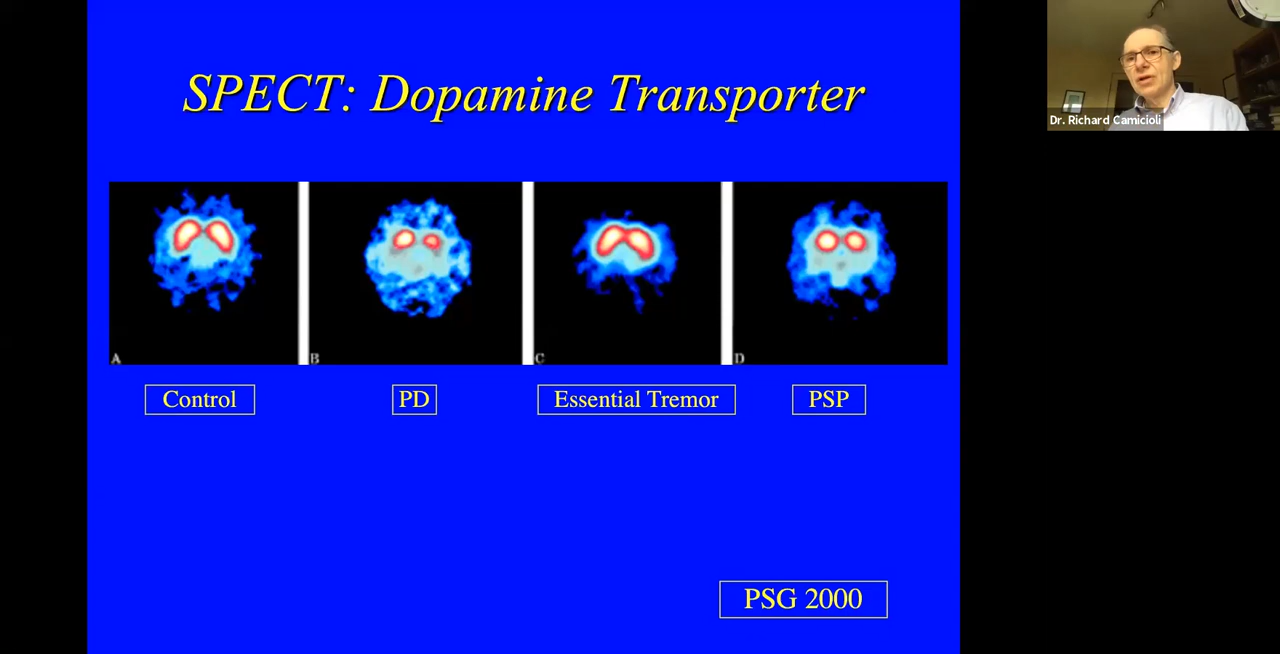 SPECT: Dopamine Transporter
Dr. Richard Camicioli
A
B
C
D
Control
PD
Essential Tremor
PSP
PSG 2000